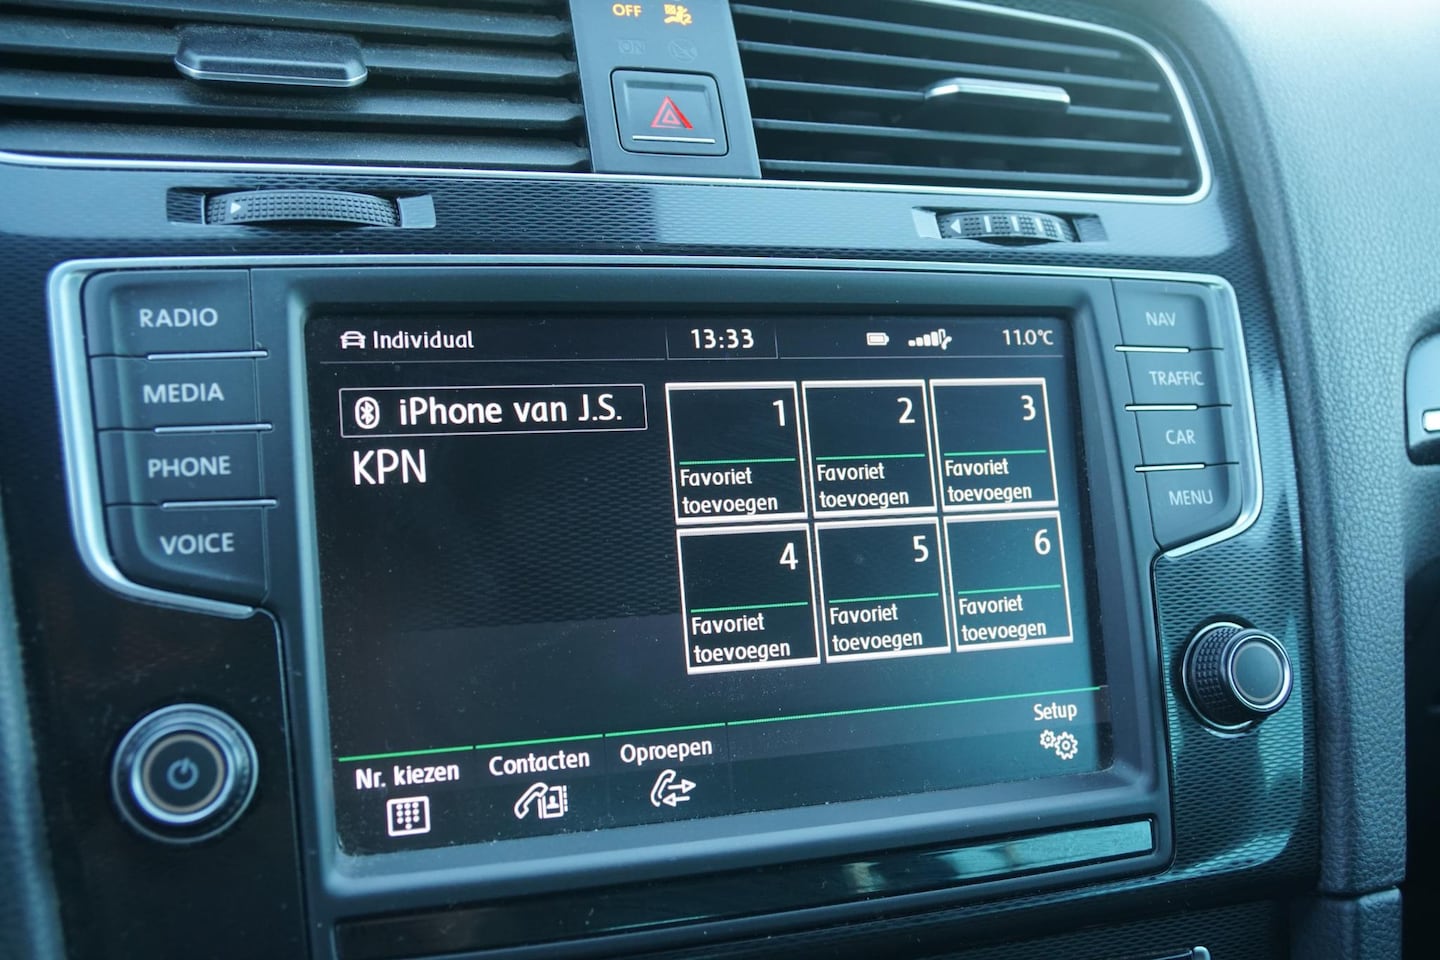 OFF
ON
RADIO
MEDIA
PHONE
VOICE
Individual
13:33
11.0°C
iPhone van J.S.
KPN
1
Favoriet
toevoegen
2
Favoriet
toevoegen
3
Favoriet
toevoegen
4
Favoriet
toevoegen
5
Favoriet
toevoegen
6
Favoriet
toevoegen
Nr. kiezen
Contacten
Oproepen
Setup
NAV
TRAFFIC
CAR
MENU